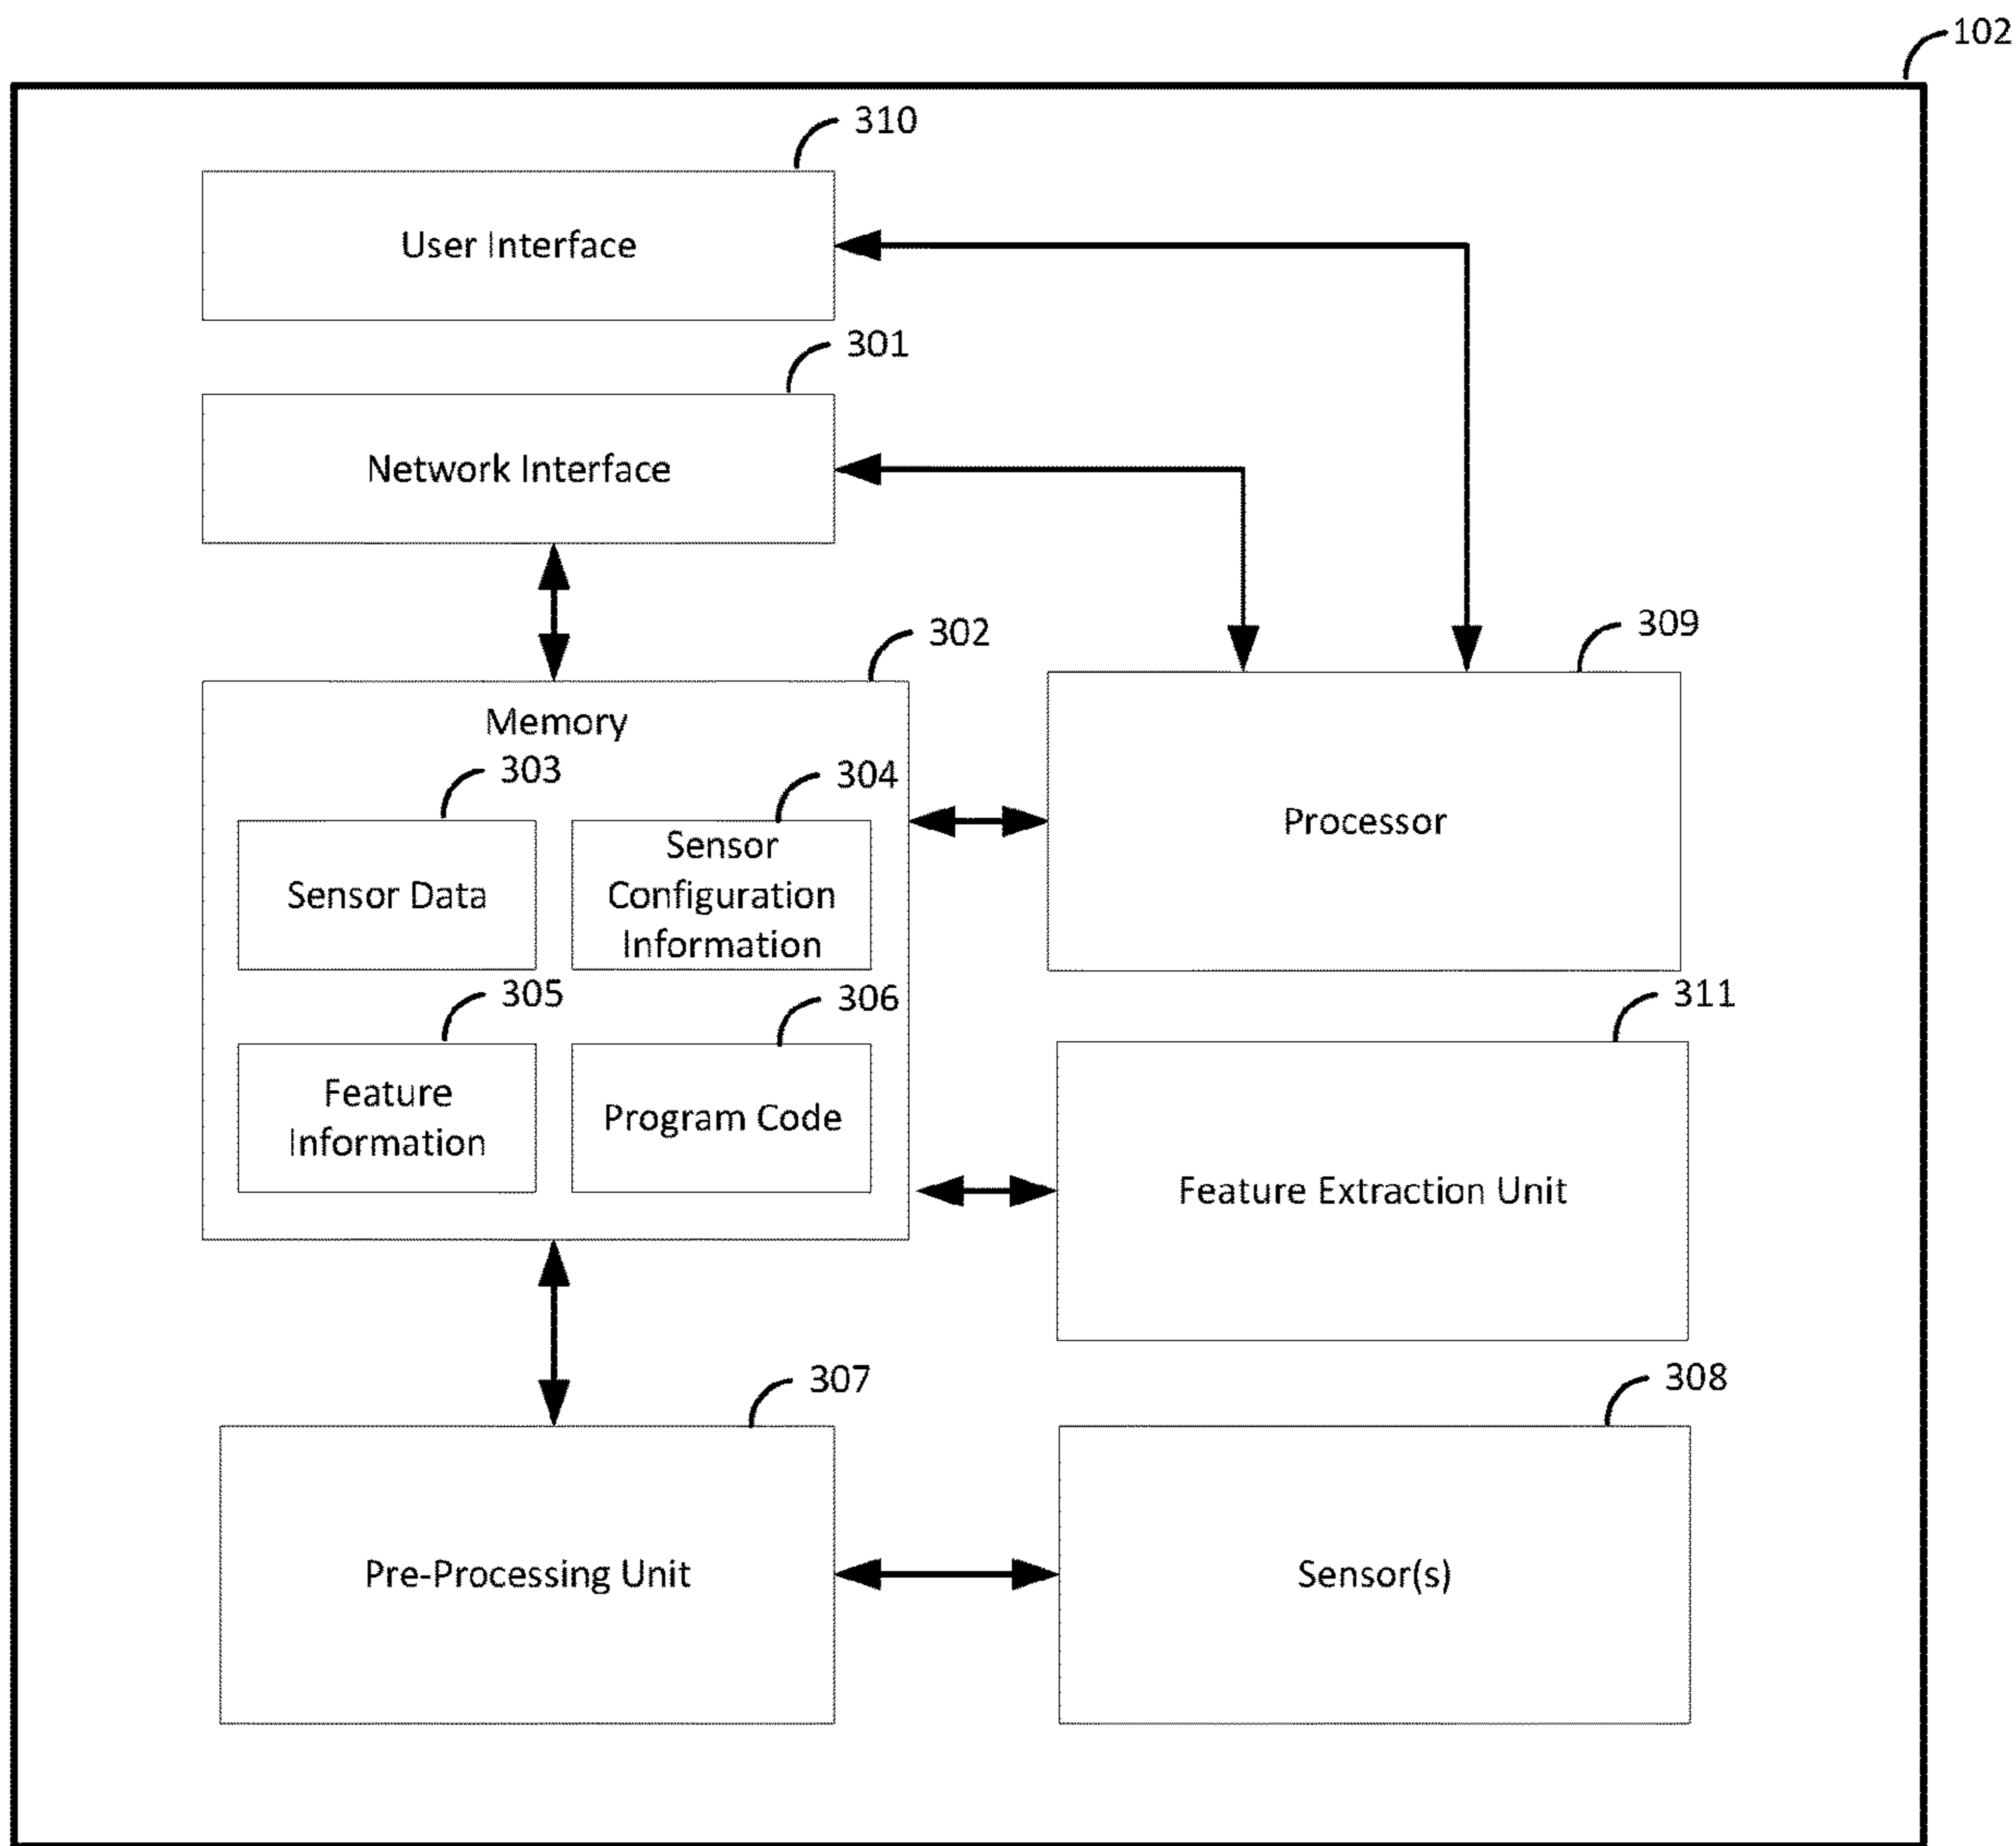 102
310
User Interface
301
Network Interface
302
309
Memory
303
304
Sensor Data
Sensor
Configuration
Information
Processor
305
306
311
Feature
Information
Program Code
Feature Extraction Unit
307
308
Pre-Processing Unit
Sensor(s)